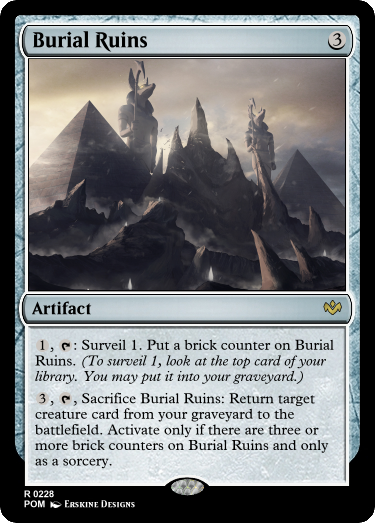 Burial Ruins 3
Artifact
1, T: Surveil 1. Put a brick counter on Burial
Ruins. (To surveil 1, look at the top card of your
library. You may put it into your graveyard.)
3, T, Sacrifice Burial Ruins: Return target
creature card from your graveyard to the
battlefield. Activate only if there are three or
more brick counters on Burial Ruins and only
as a sorcery.
R 0228
POM Erskine Designs